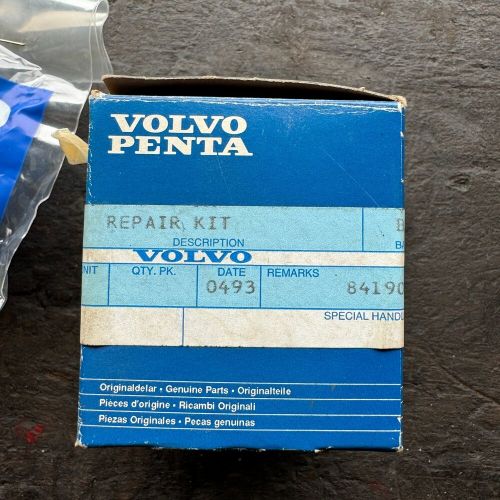 VOLVO
PENTA
REPAIR KIT B
DESCRIPTION
VOLVO
QTY. PK. DATE REMARKS
0493 84190
SPECIAL HANDL
Originaldelar • Genuine Parts • Originalteile
Pièces d'origine • Ricambi Originali
Piezas Originales • Peças genuinas